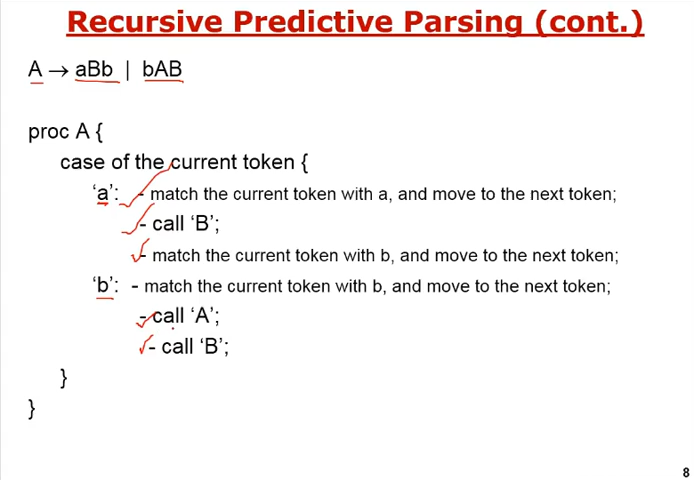 Recursive Predictive Parsing (cont.)
A → aBb | bAB
proc A {
case of the current token {
‘a’: - match the current token with a, and move to the next token;
- call ‘B’;
- match the current token with b, and move to the next token;
‘b’: - match the current token with b, and move to the next token;
- call ‘A’;
- call ‘B’;
}
}
8